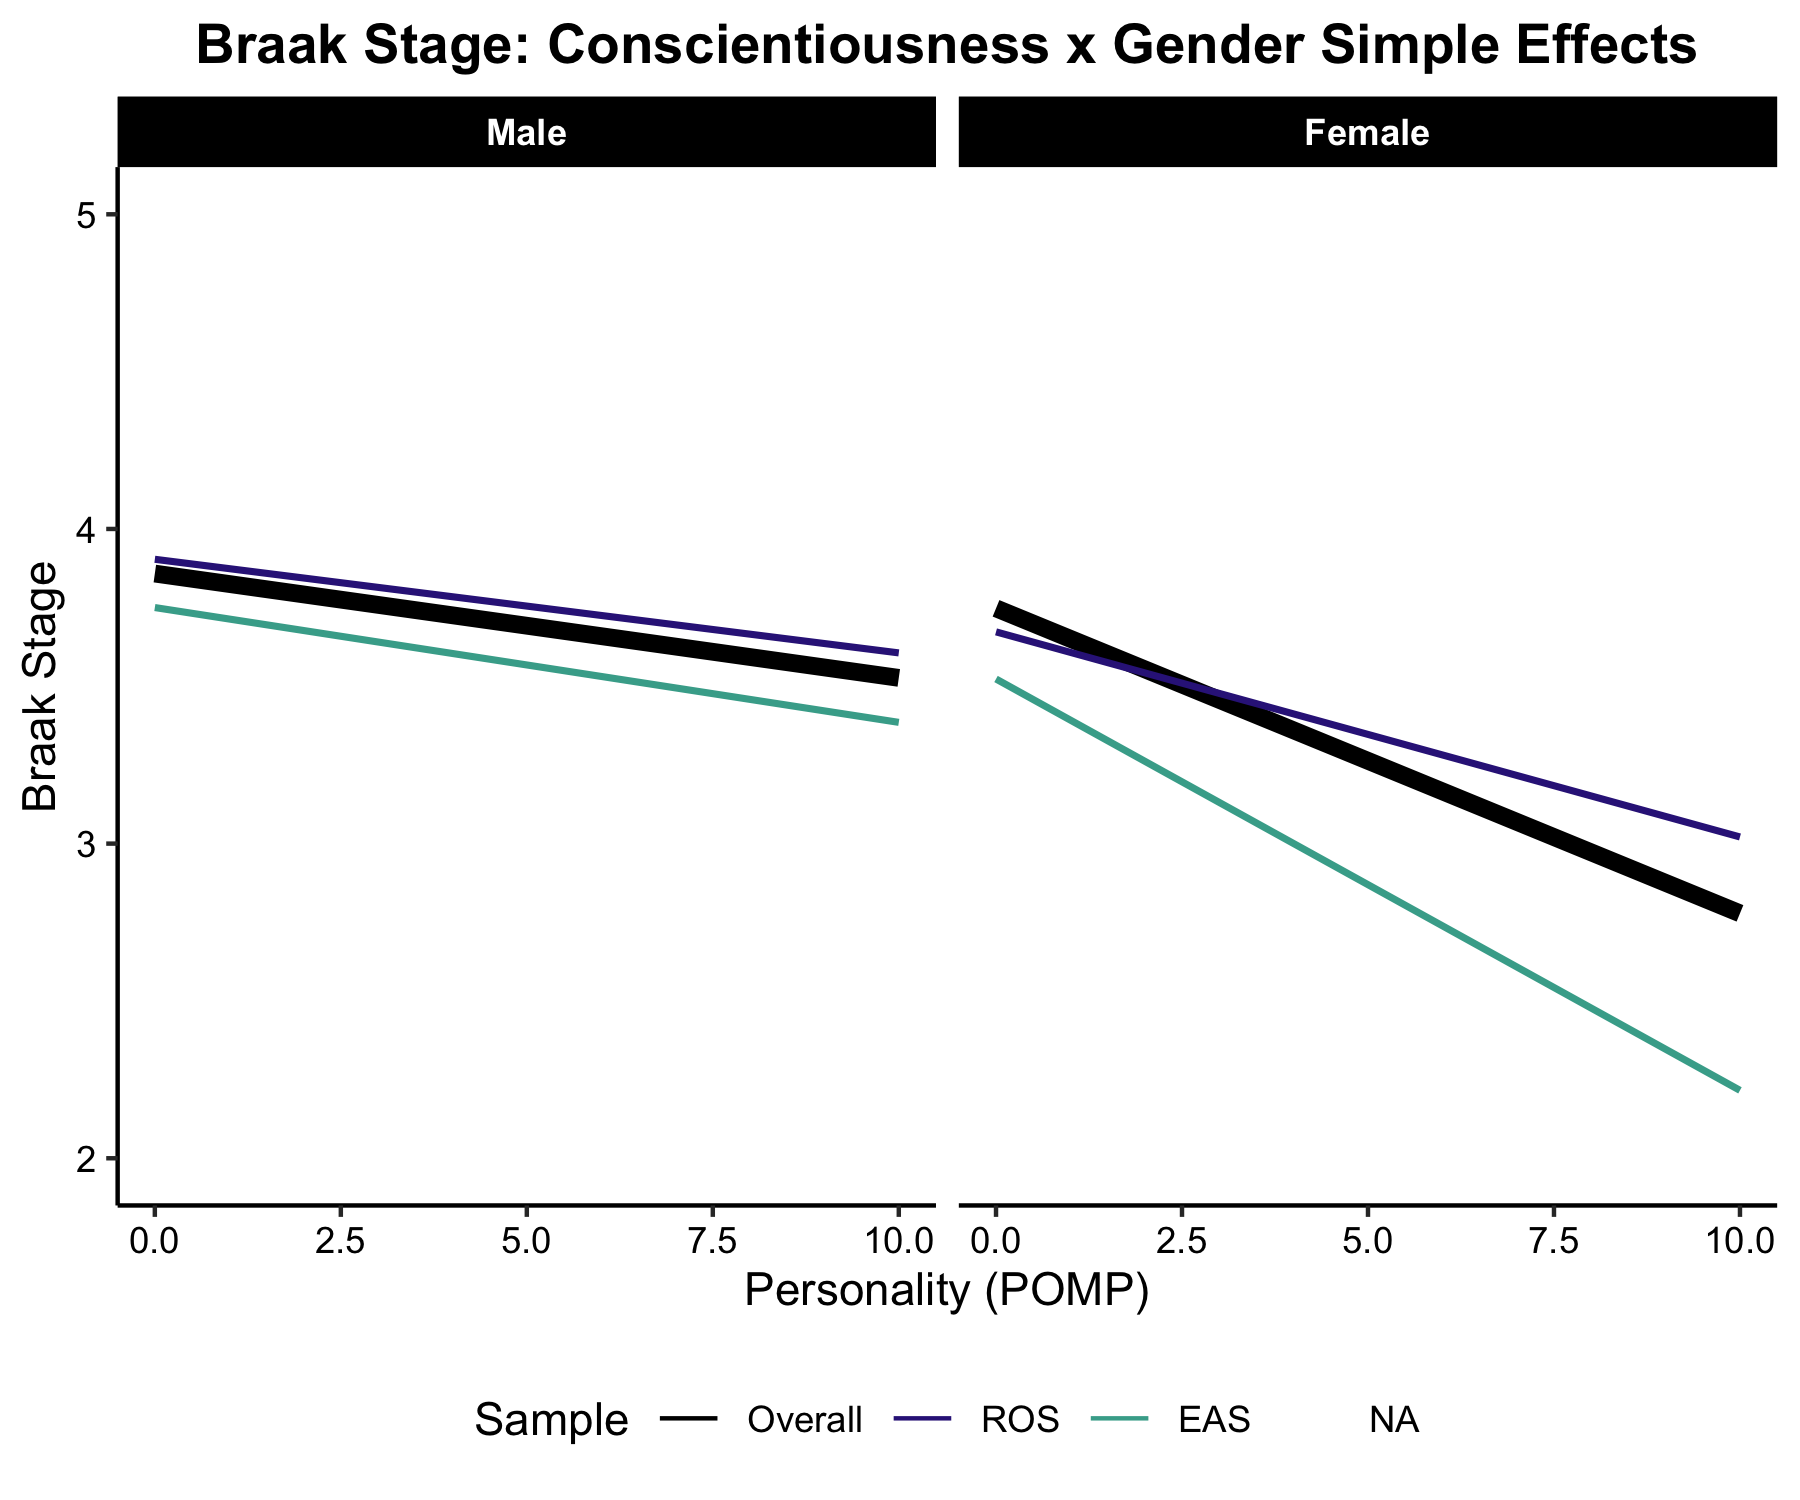 Braak Stage: Conscientiousness x Gender Simple Effects
Male
Female
Braak Stage
5
4
3
2
0.0 2.5 5.0 7.5 10.0
0.0 2.5 5.0 7.5 10.0
Personality (POMP)
Sample Overall ROS EAS NA